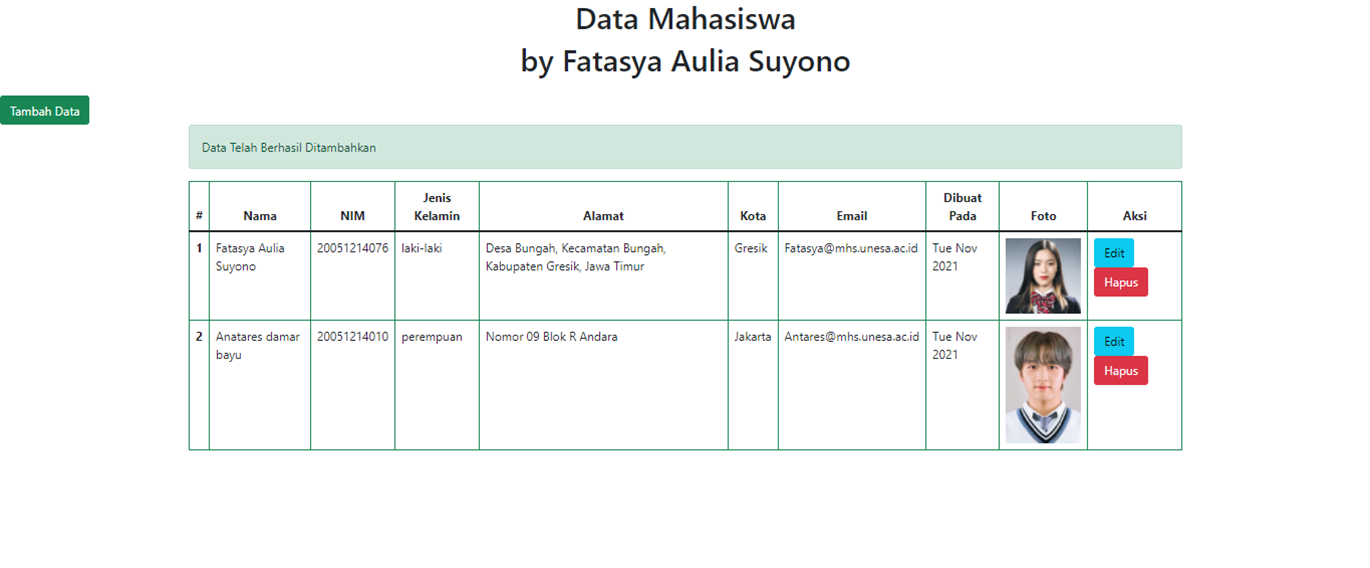 Data Mahasiswa
by Fatasya Aulia Suyono
Tambah Data
Data Telah Berhasil Ditambahkan
# Nama NIM Jenis Kelamin Alamat Kota Email Dibuat Pada Foto Aksi
1 Fatasya Aulia Suyono 20051214076 laki-laki Desa Bungah, Kecamatan Bungah, Kabupaten Gresik, Jawa Timur Gresik Fatasya@mhs.unesa.ac.id Tue Nov 2021 Edit Hapus
2 Anatares damar bayu 20051214010 perempuan Nomor 09 Blok R Andara Jakarta Antares@mhs.unesa.ac.id Tue Nov 2021 Edit Hapus